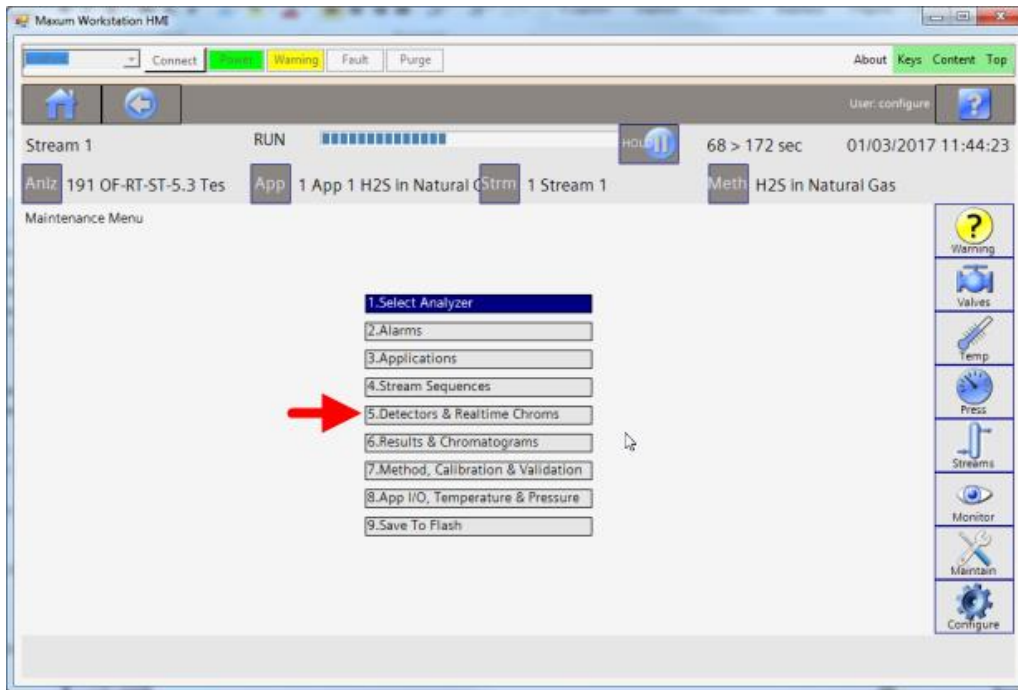 Maxum Workstation HMI
Connect Power Warning Fault Purge About Keys Content Top
User: configure
Stream 1 RUN HOLD 68 > 172 sec 01/03/2017 11:44:23
Anlz 191 OF-RT-ST-5.3 Tes App 1 App 1 H2S in Natural Strm 1 Stream 1 Meth H2S in Natural Gas
Maintenance Menu
1.Select Analyzer
2.Alarms
3.Applications
4.Stream Sequences
5.Detectors & Realtime Chroms
6.Results & Chromatograms
7.Method, Calibration & Validation
8.App I/O, Temperature & Pressure
9.Save To Flash
Warning
Valves
Temp
Press
Streams
Monitor
Maintain
Configure